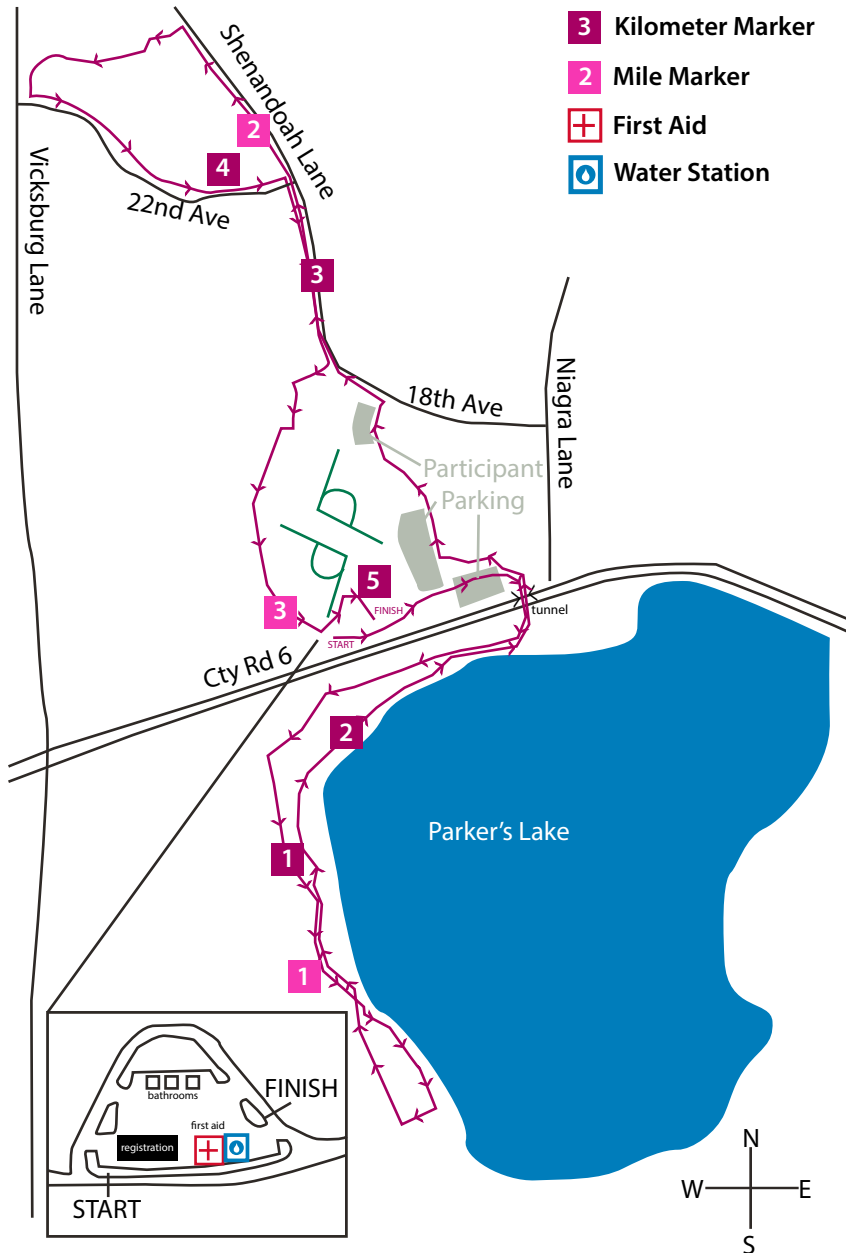 3 Kilometer Marker
2 Mile Marker
First Aid
Water Station
Shenandoah Lane
2
4
22nd Ave
Vicksburg Lane
3
Niagra Lane
18th Ave
Participant
Parking
5
3
FINISH
START
tunnel
Cty Rd 6
2
Parker's Lake
1
1
bathrooms
FINISH
first aid
registration
START
N
W E
S